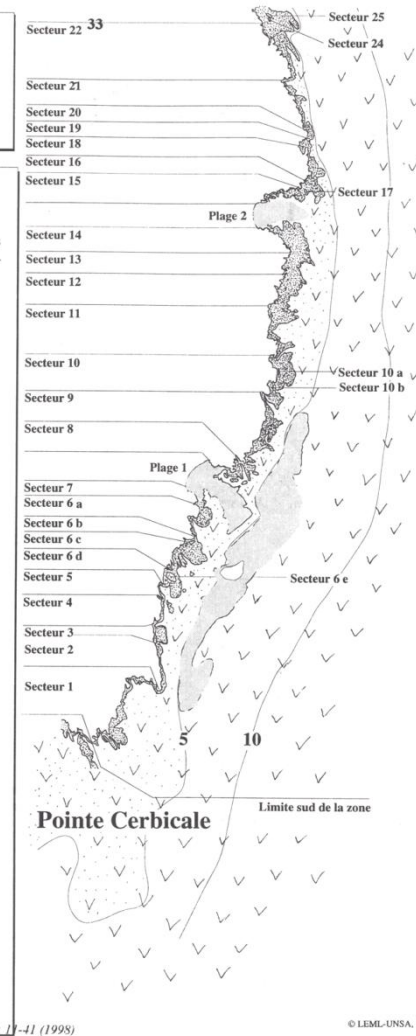 Secteur 25
Secteur 22 33
Secteur 24
Secteur 21
Secteur 20
Secteur 19
Secteur 18
Secteur 16
Secteur 15
Secteur 17
Plage 2
Secteur 14
Secteur 13
Secteur 12
Secteur 11
Secteur 10
Secteur 10 a
Secteur 10 b
Secteur 9
Secteur 8
Plage 1
Secteur 7
Secteur 6 a
Secteur 6 b
Secteur 6 c
Secteur 6 d
Secteur 5
Secteur 6 e
Secteur 4
Secteur 3
Secteur 2
Secteur 1
5 10
Limite sud de la zone
Pointe Cerbicale
-41 (1998)
© LEML-UNSA,